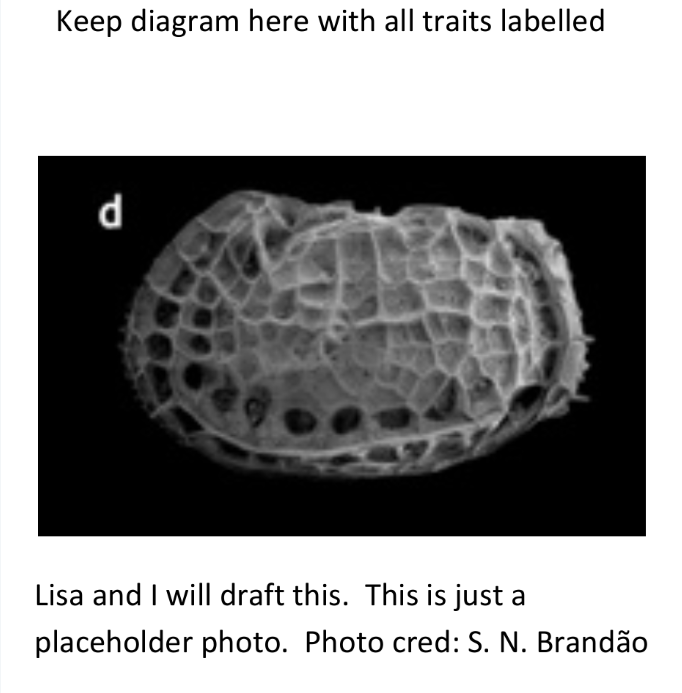 Keep diagram here with all traits labelled
d
Lisa and I will draft this.  This is just a
placeholder photo.  Photo cred: S. N. Brandão